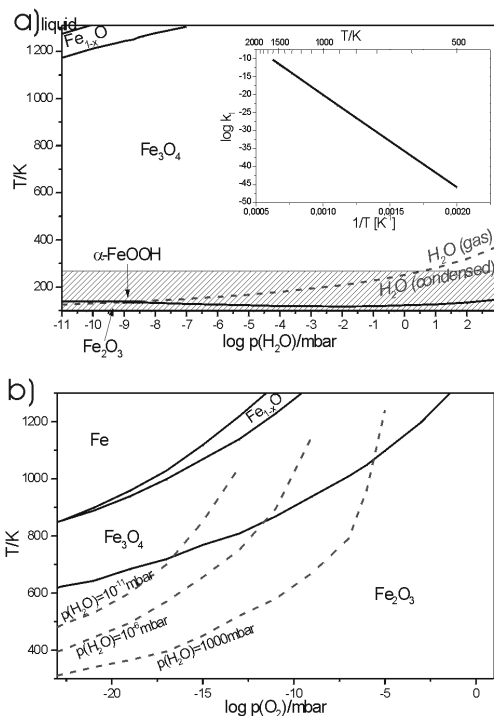 a)
liquid
Fe₁₋ₓO
Fe₃O₄
α-FeOOH
Fe₂O₃
H₂O (gas)
H₂O (condensed)
T/K
1200
1000
800
600
400
200
-11 -10 -9 -8 -7 -6 -5 -4 -3 -2 -1 0 1 2
log p(H₂O)/mbar
T/K
2000 1500 1000 500
log k₁
-10
-15
-20
-25
-30
-35
-40
-45
-50
0,0005 0,0010 0,0015 0,0020
1/T [K⁻¹]
b)
Fe
Fe₁₋ₓO
Fe₃O₄
Fe₂O₃
p(H₂O)=10⁻¹¹mbar
p(H₂O)=10⁻⁶mbar
p(H₂O)=1000mbar
T/K
1200
1000
800
600
400
-20 -15 -10 -5 0
log p(O₂)/mbar